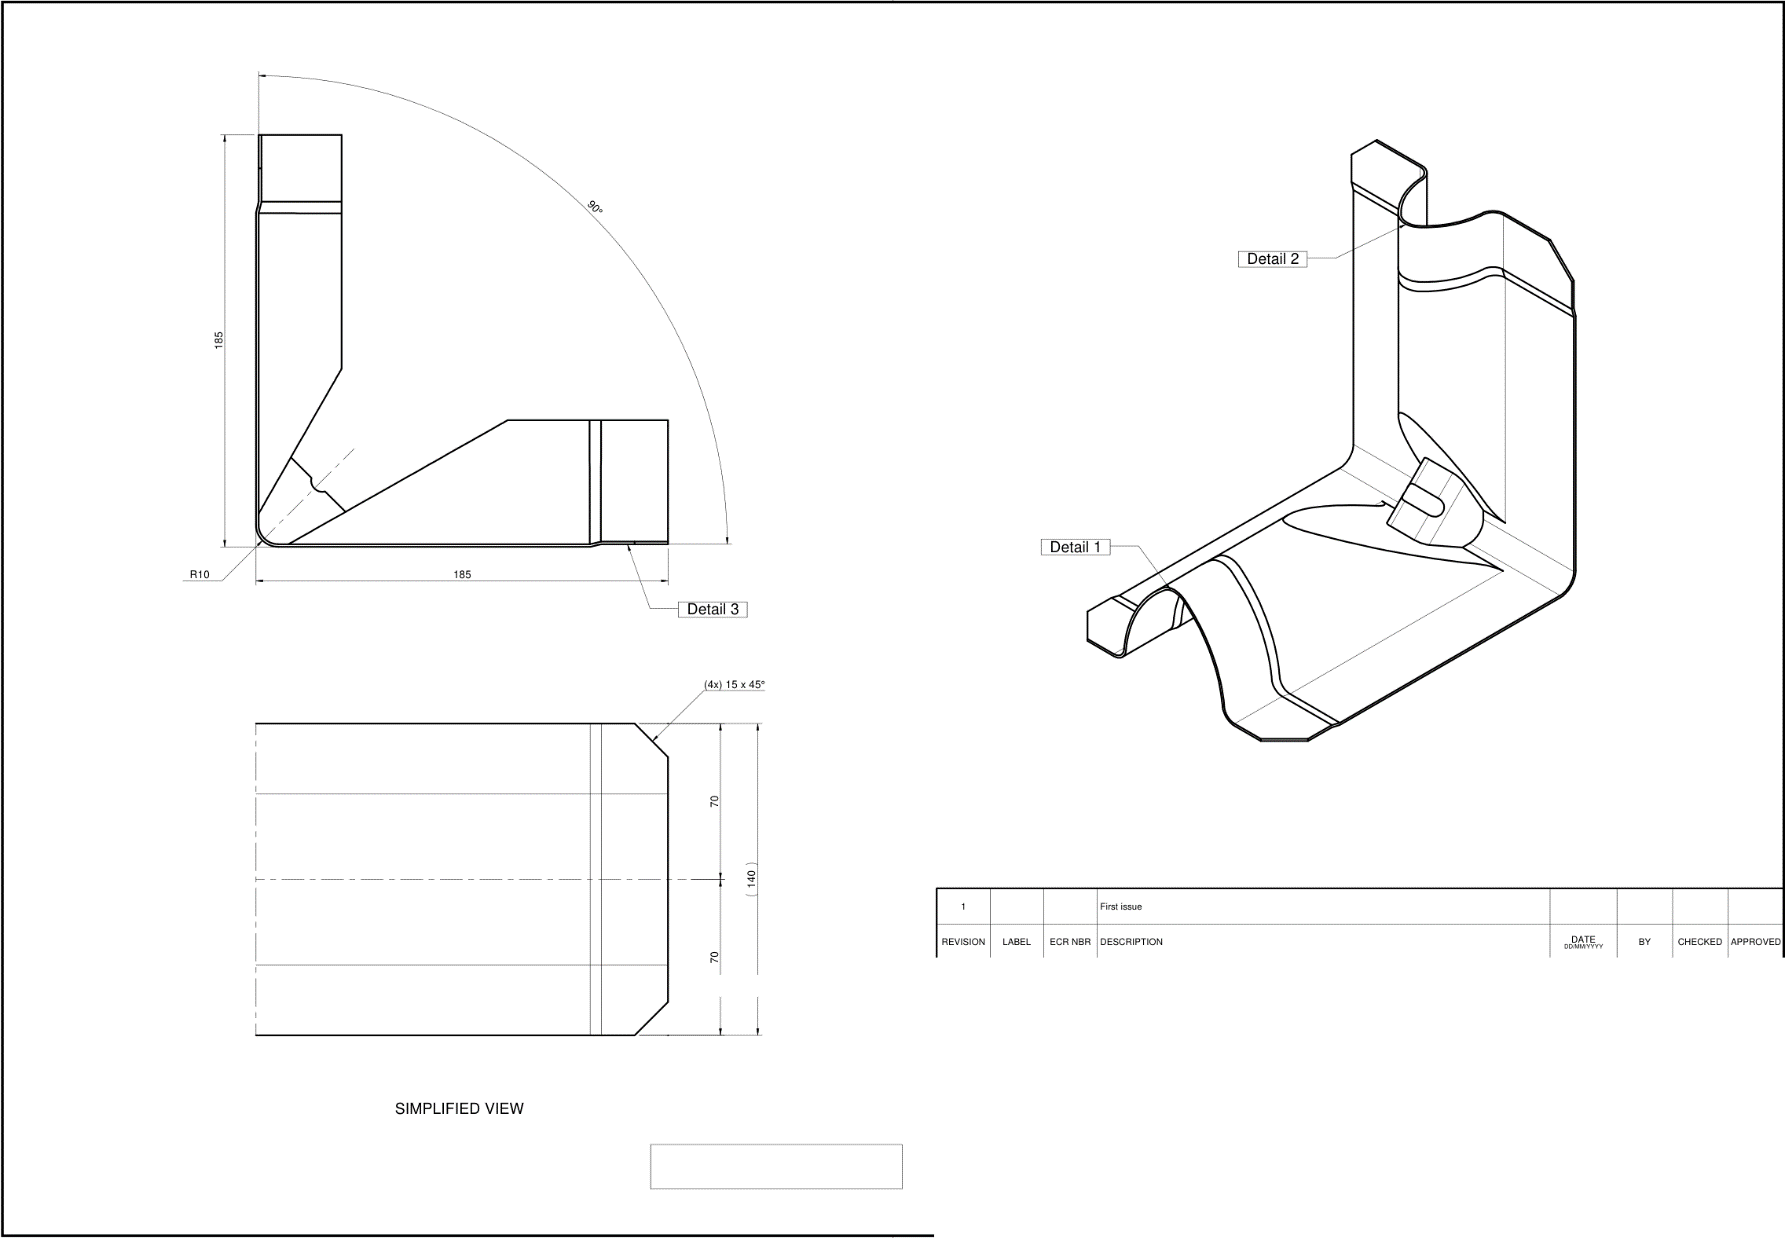 90°
185
R10
185
Detail 3
Detail 2
Detail 1
(4x) 15 x 45°
70
( 140 )
70
SIMPLIFIED VIEW
1 First issue
REVISION LABEL ECR NBR DESCRIPTION DATE BY CHECKED APPROVED
DD/MM/YYYY